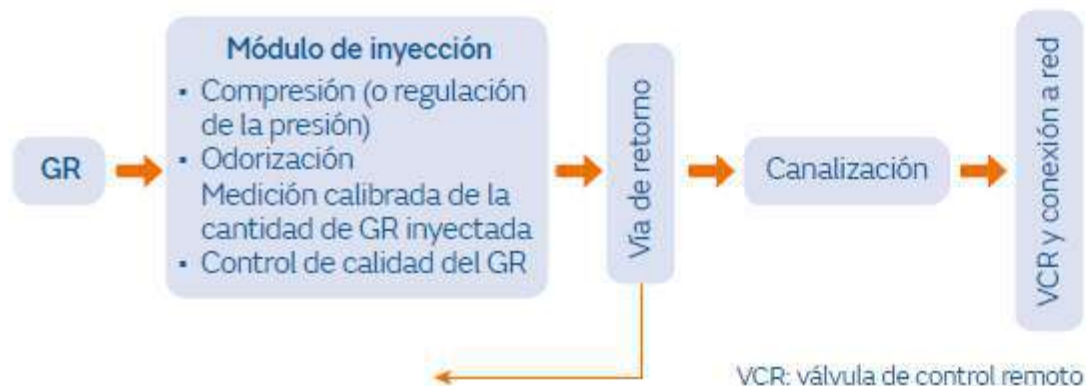 GR
Módulo de inyección
• Compresión (o regulación
de la presión)
• Odorización
Medición calibrada de la
cantidad de GR inyectada
• Control de calidad del GR
Vía de retorno
Canalización
VCR y conexión a red
VCR: válvula de control remoto